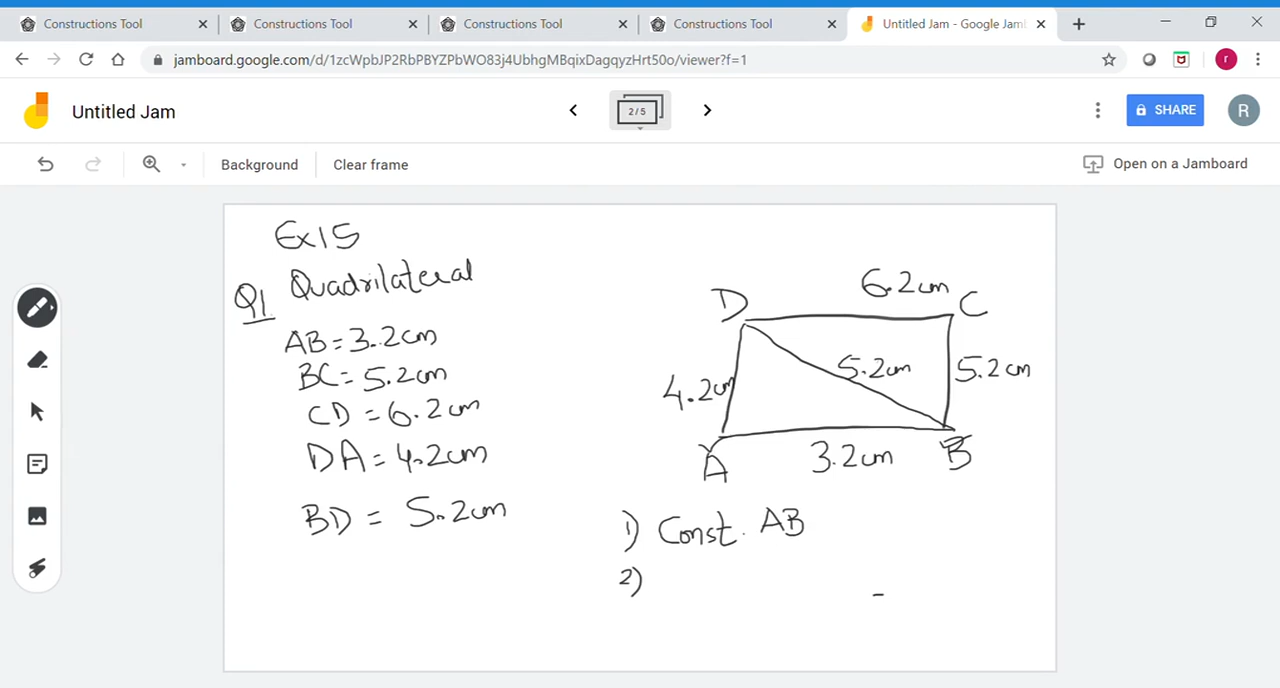 Constructions Tool
Constructions Tool
Constructions Tool
Constructions Tool
Untitled Jam - Google Jam
jamboard.google.com/d/1zcWpbJP2RbPBYZPbWO83j4UbhgMBqixDagqyzHrt50o/viewer?f=1
r
Untitled Jam
2/5
SHARE
R
Background
Clear frame
Open on a Jamboard
Ex15
Q1 Quadrilateral
AB=3.2cm
BC=5.2cm
CD=6.2cm
DA=4.2cm
BD = 5.2cm
6.2cm
D
C
5.2cm
5.2cm
4.2cm
A
3.2cm
B
1) Const. AB
2)
-